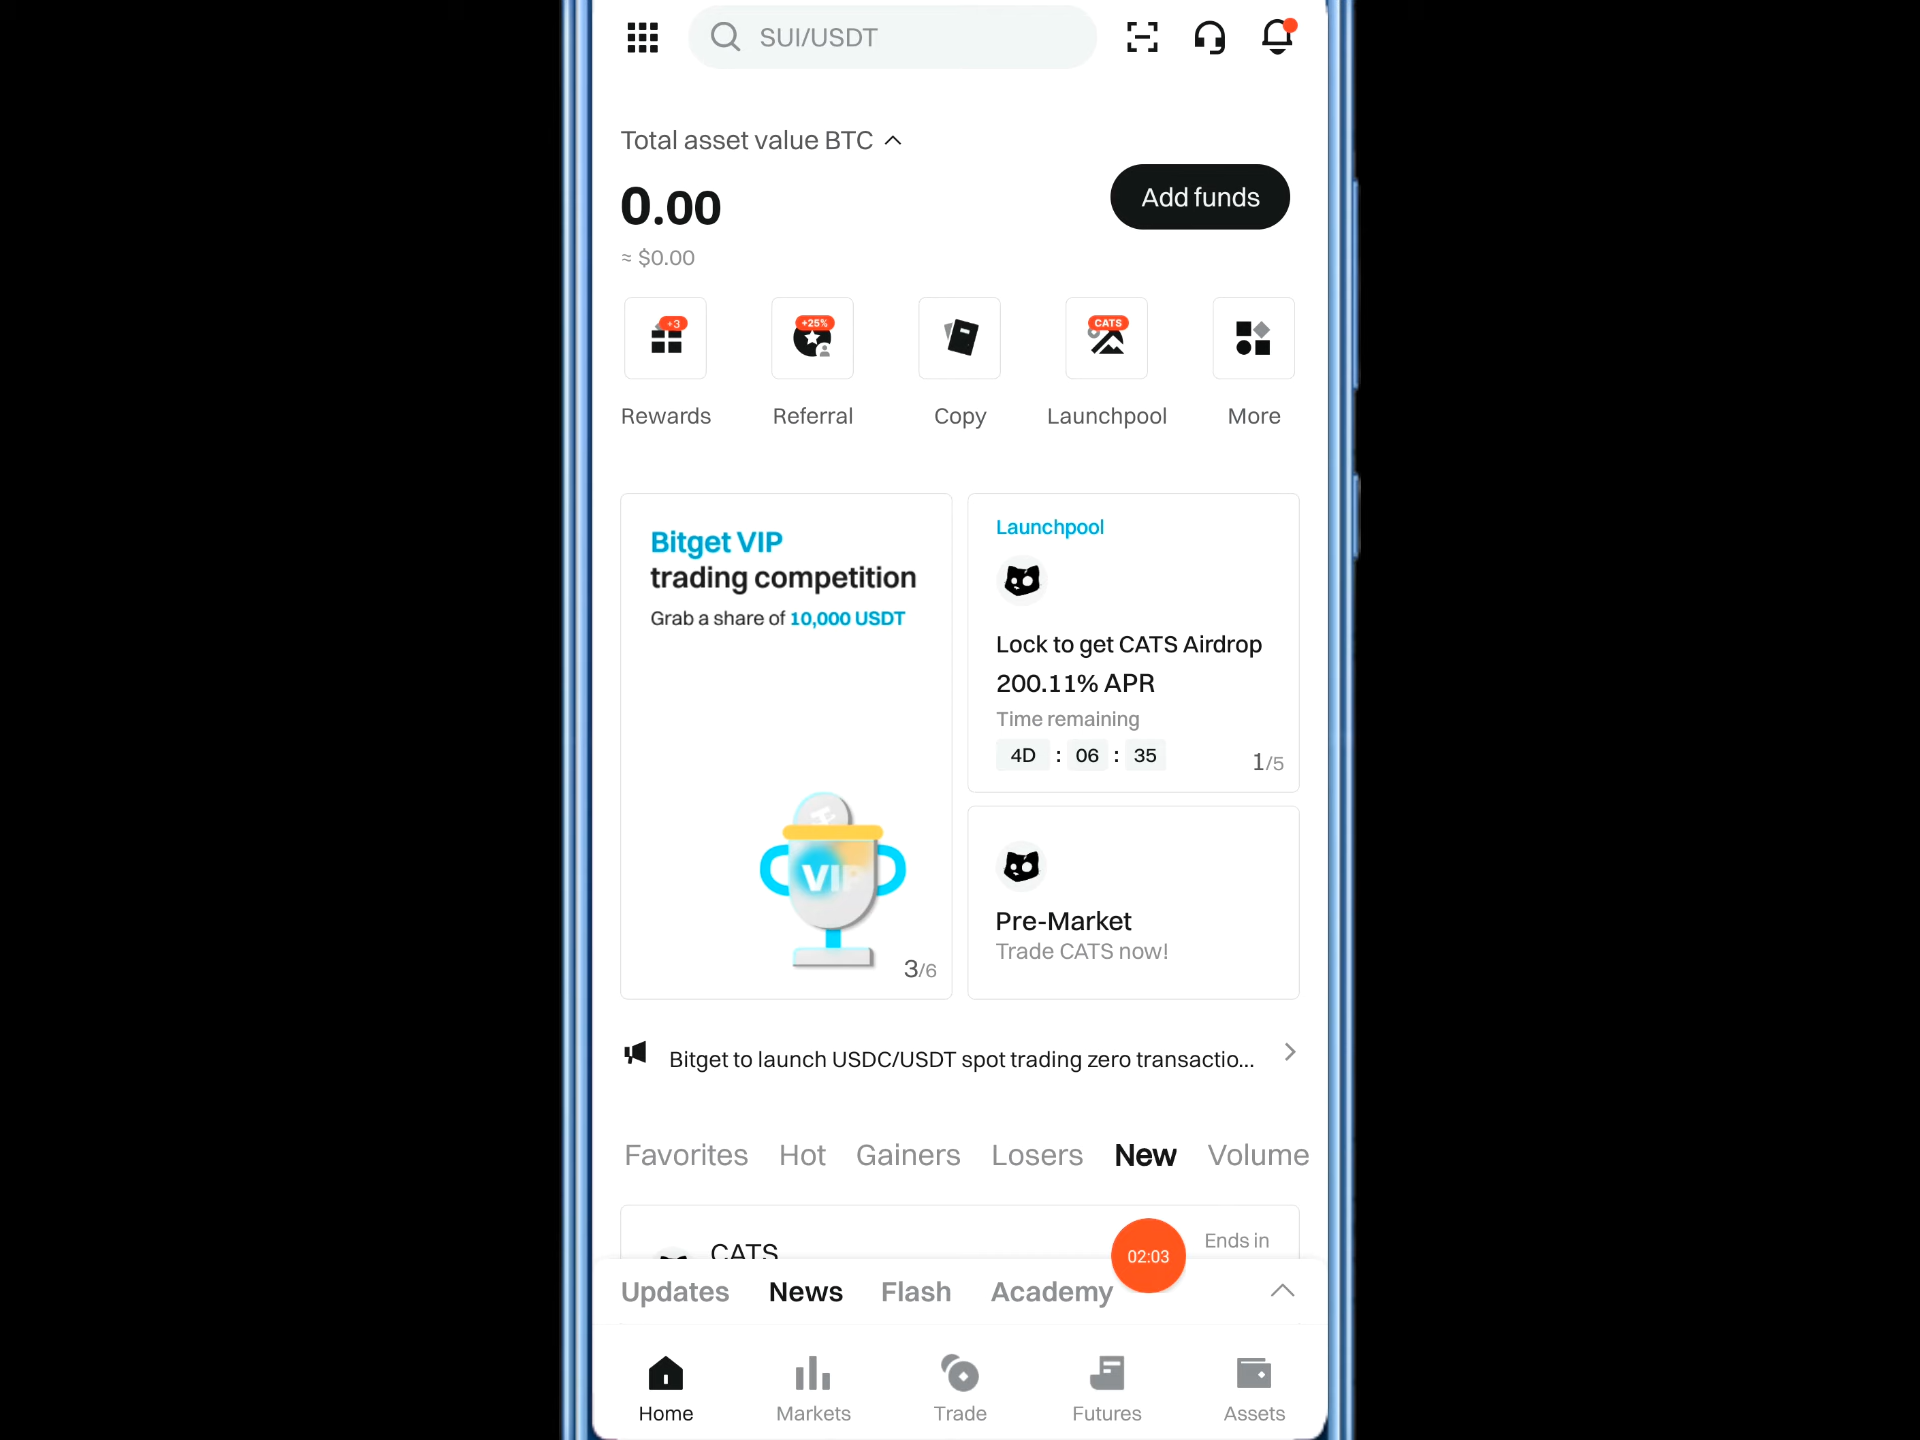 SUI/USDT
Total asset value BTC
0.00
Add funds
≈ $0.00
+3
+25%
CATS
Rewards
Referral
Copy
Launchpool
More
Bitget VIP
trading competition
Grab a share of 10,000 USDT
VIP
3/6
Launchpool
Lock to get CATS Airdrop
200.11% APR
Time remaining
4D : 06 : 35
1/5
Pre-Market
Trade CATS now!
Bitget to launch USDC/USDT spot trading zero transactio...
Favorites
Hot
Gainers
Losers
New
Volume
CATS
Ends in
02:03
Updates
News
Flash
Academy
Home
Markets
Trade
Futures
Assets